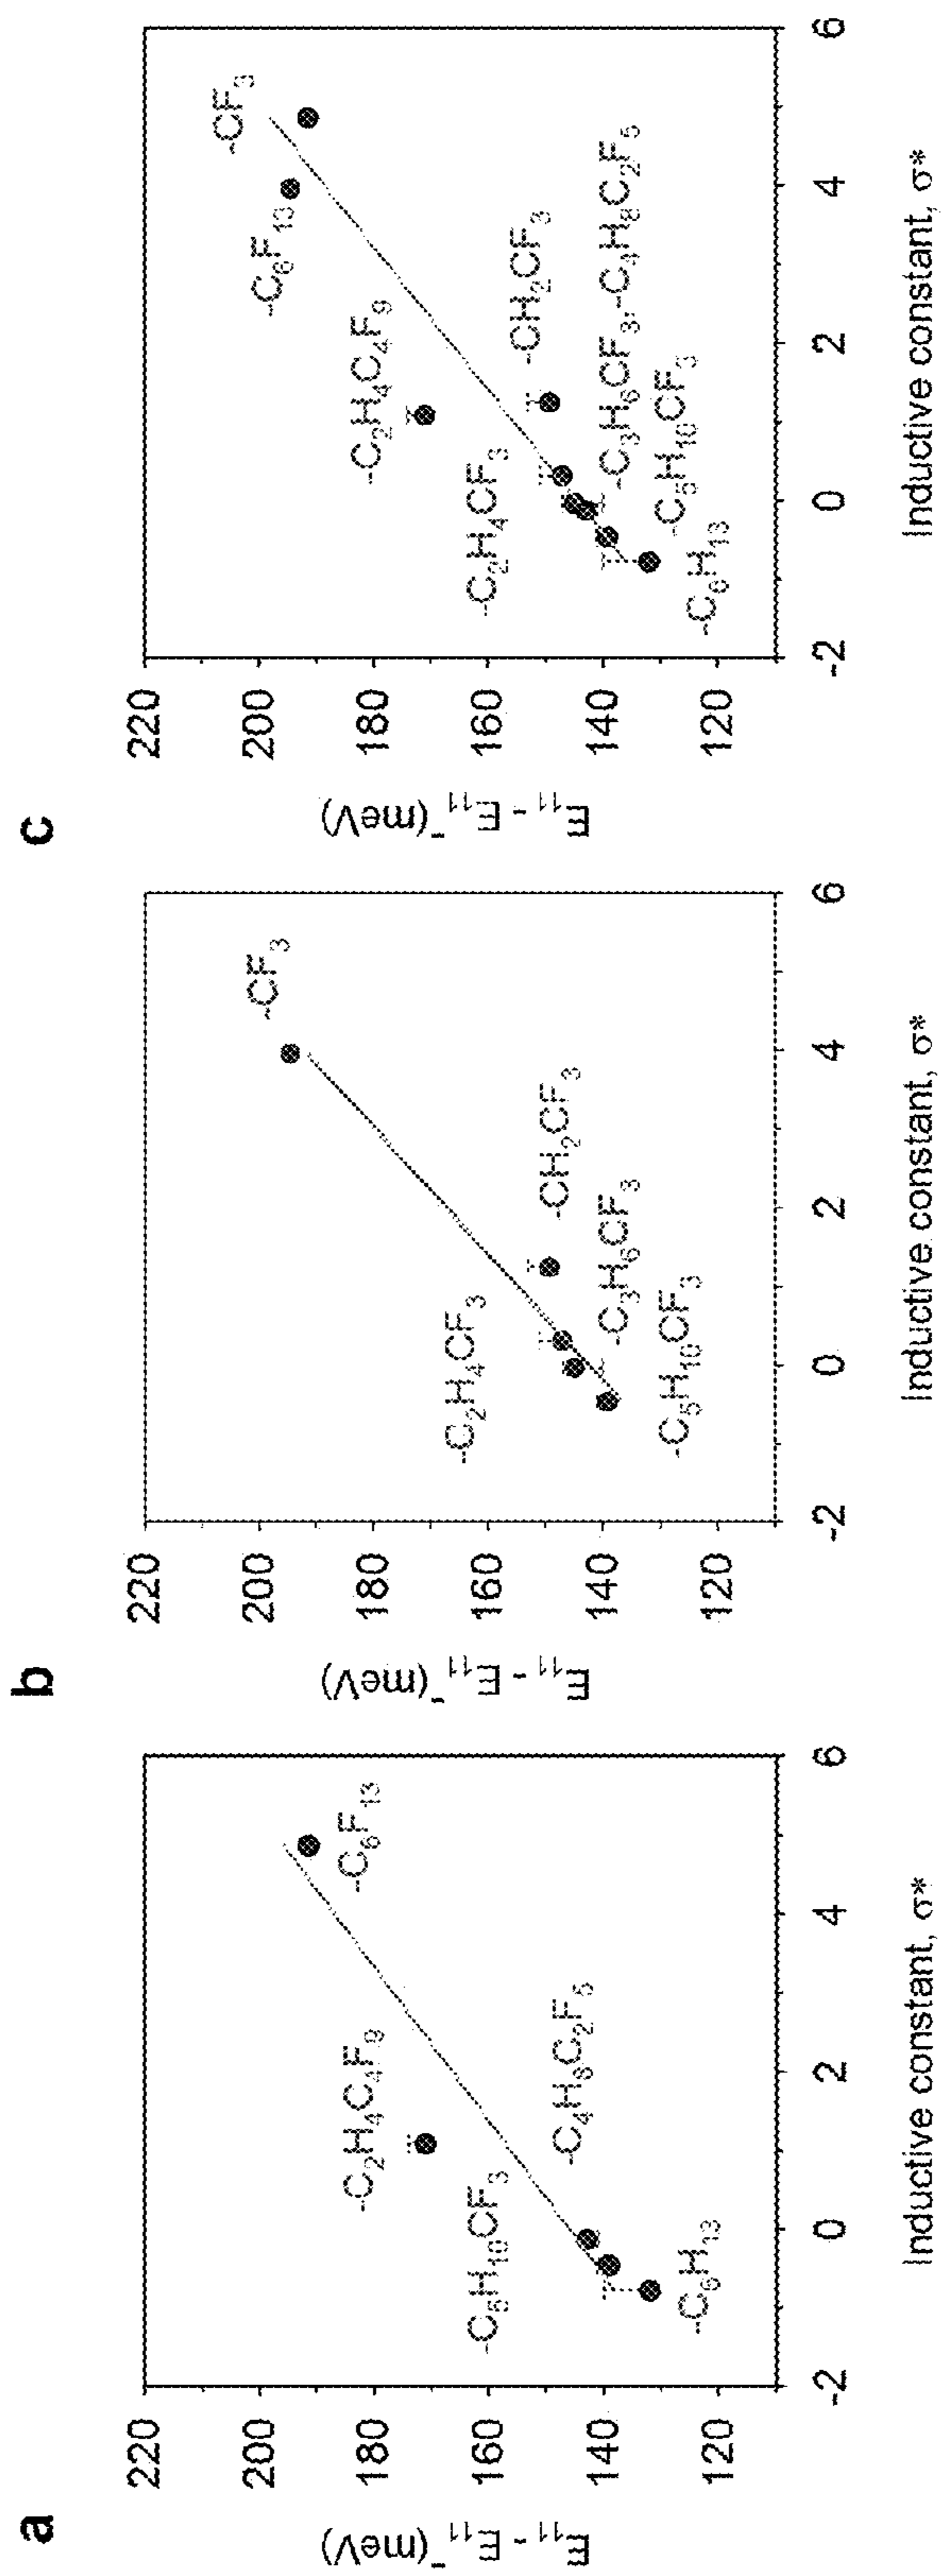 a
E₁₁ - E₁₁⁻ (meV)
220
200
180
160
140
120
-2
0
2
4
6
-C₂H₄C₄F₉
-C₆F₁₃
-C₅H₁₀CF₃
-C₄H₈C₂F₅
-C₆H₁₃
Inductive constant, σ*
b
E₁₁ - E₁₁⁻ (meV)
220
200
180
160
140
120
-2
0
2
4
6
-CF₃
-C₂H₄CF₃
-CH₂CF₃
-C₃H₆CF₃
-C₅H₁₀CF₃
Inductive constant, σ*
c
E₁₁ - E₁₁⁻ (meV)
220
200
180
160
140
120
-2
0
2
4
6
-CF₃
-C₆F₁₃
-C₂H₄C₄F₉
-C₂H₄CF₃
-CH₂CF₃
-C₃H₆CF₃, -C₄H₈C₂F₅
-C₅H₁₀CF₃
-C₆H₁₃
Inductive constant, σ*